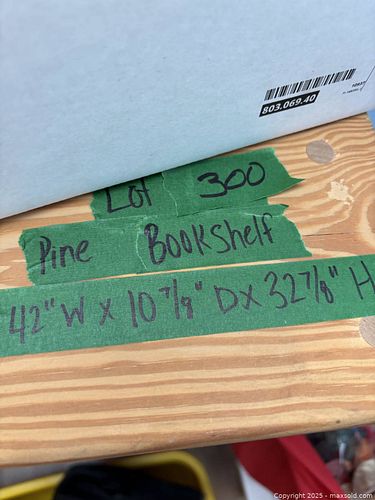 803.069.40
Lot 300
Pine Bookshelf
42" W x 10 7/8" D x 32 7/8" H
Copyright 2025 - maxsold.com